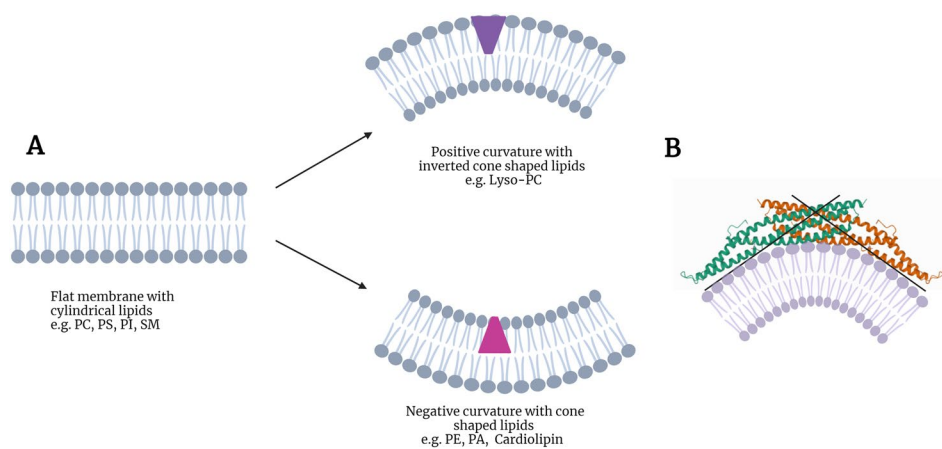 A
Flat membrane with
cylindrical lipids
e.g. PC, PS, PI, SM
Positive curvature with
inverted cone shaped lipids
e.g. Lyso-PC
Negative curvature with cone
shaped lipids
e.g. PE, PA, Cardiolipin
B